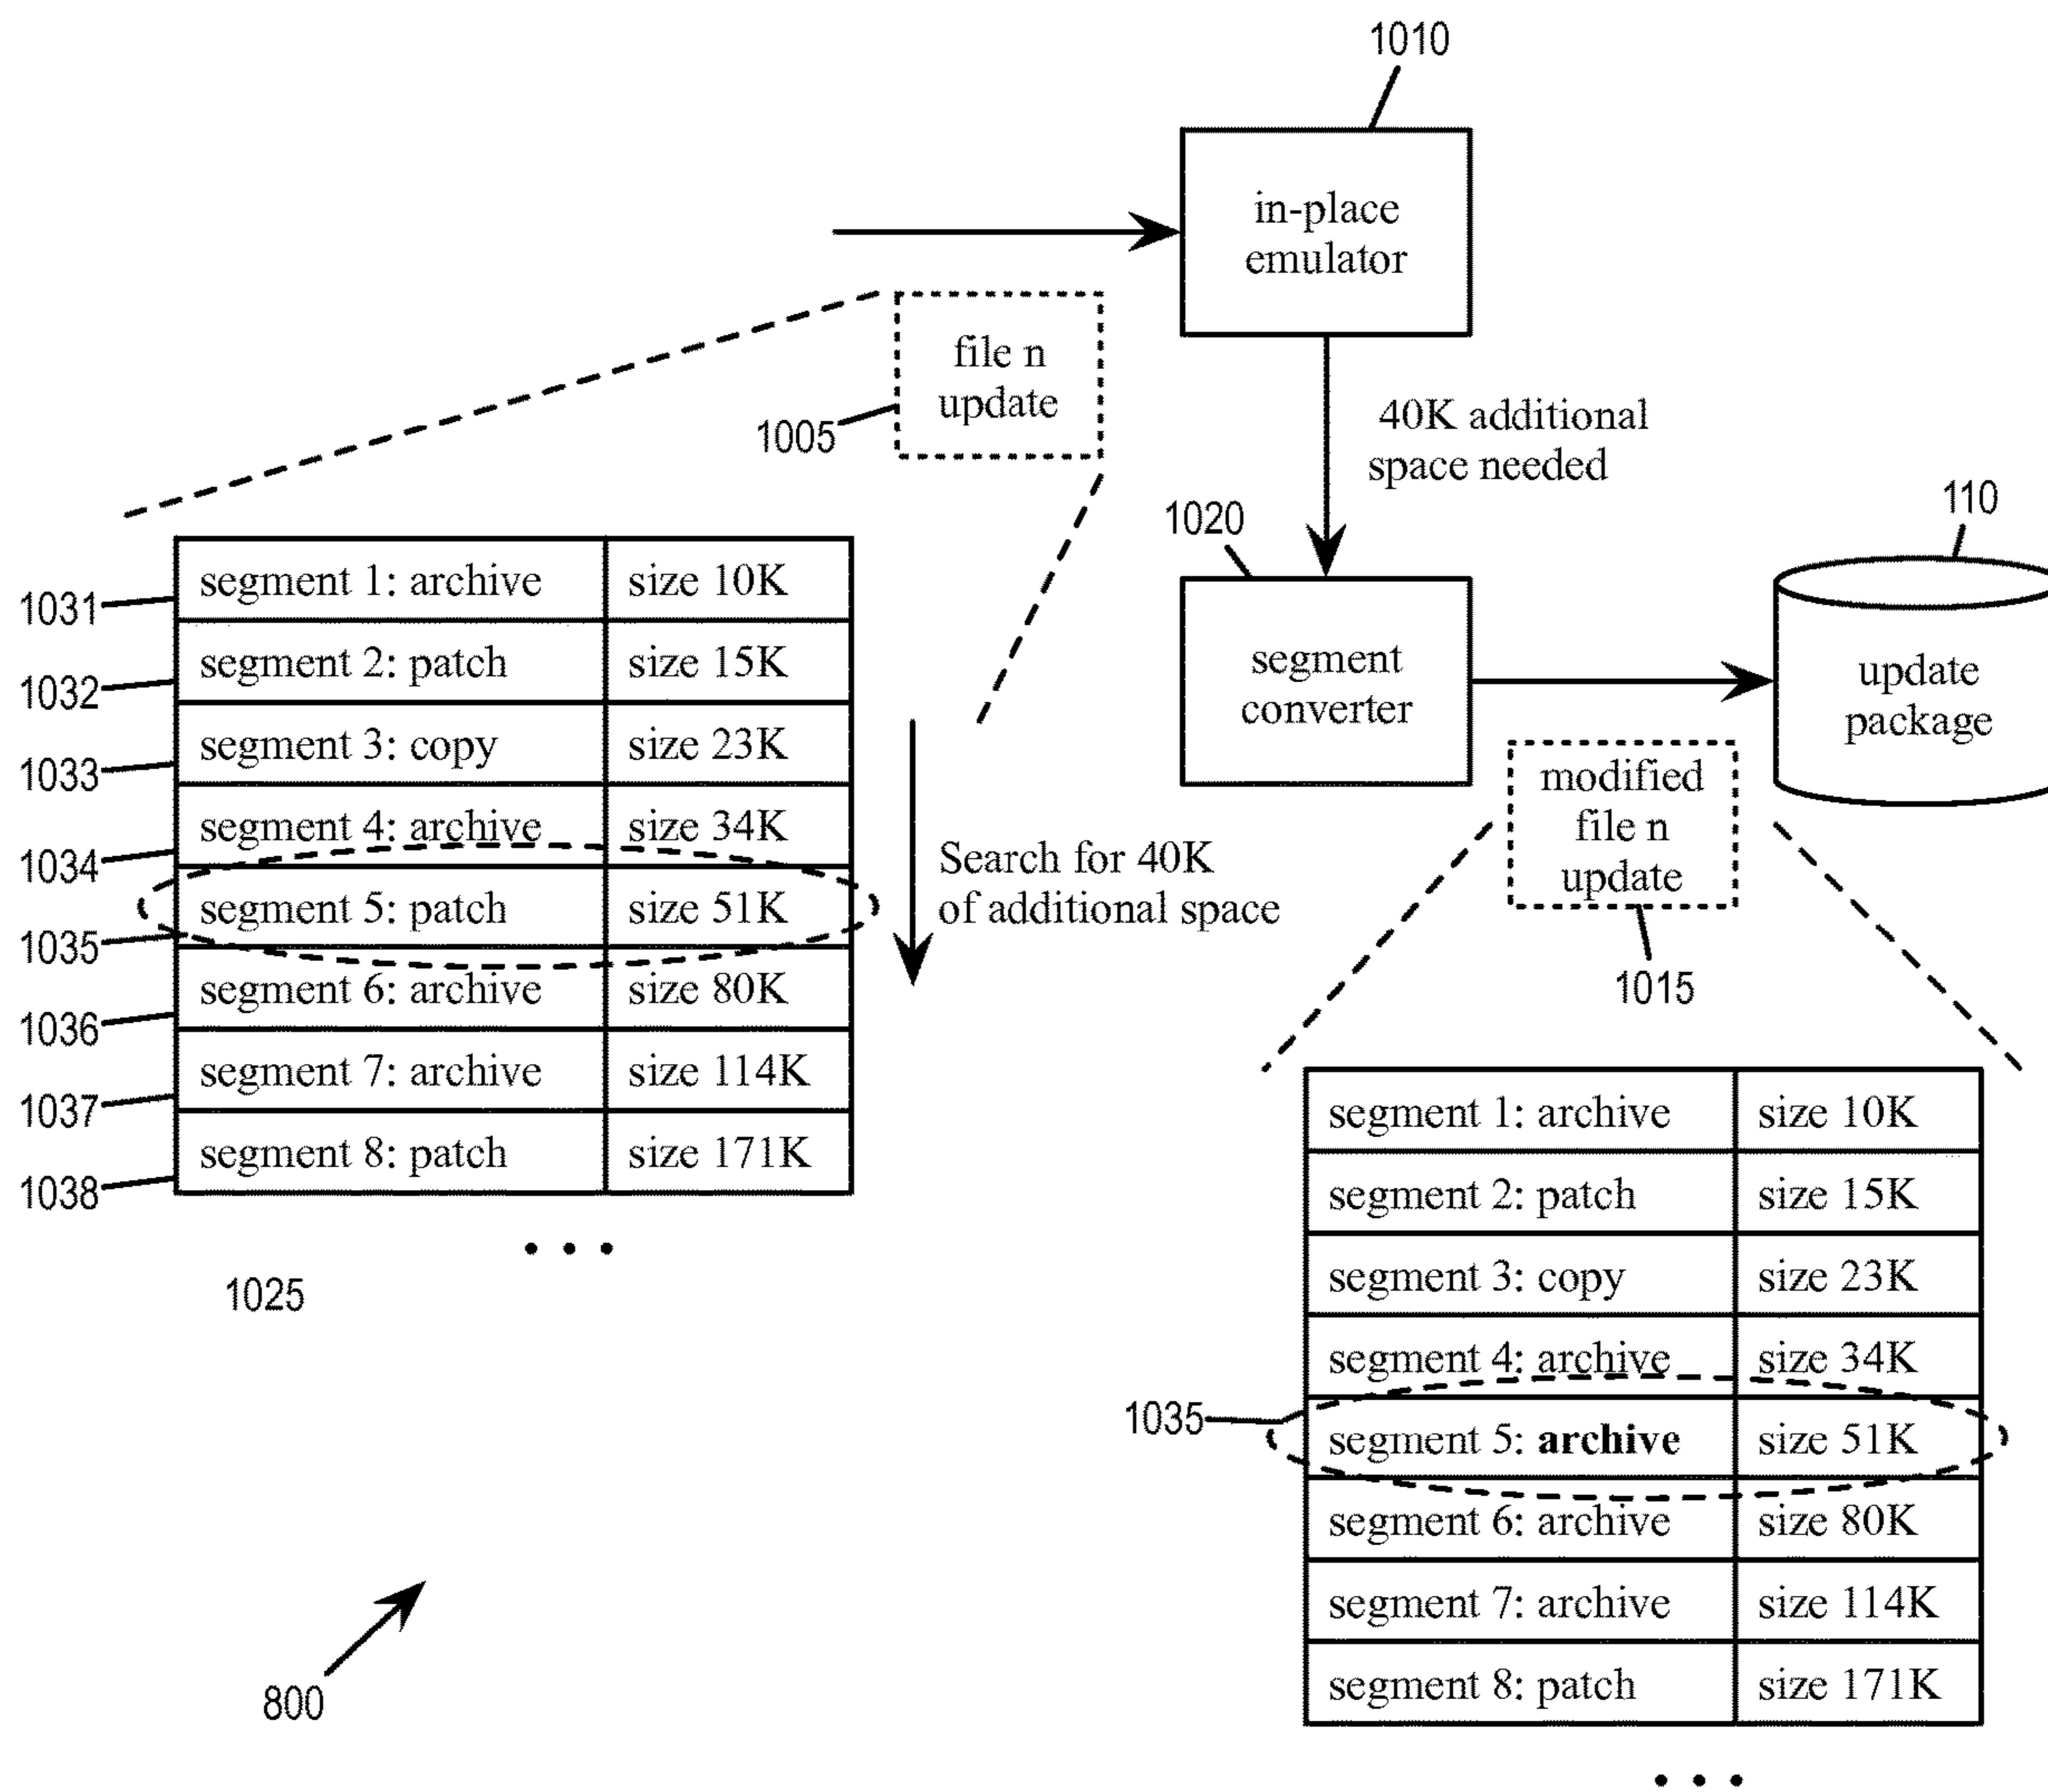 1010
in-place
emulator
file n
update
1005
40K additional
space needed
1020
110
segment
converter
update
package
modified
file n
update
1015
segment 1: archive size 10K
1031
segment 2: patch size 15K
1032
segment 3: copy size 23K
1033
segment 4: archive size 34K
1034
segment 5: patch size 51K
1035
segment 6: archive size 80K
1036
segment 7: archive size 114K
1037
segment 8: patch size 171K
1038
• • •
1025
Search for 40K
of additional space
segment 1: archive size 10K
segment 2: patch size 15K
segment 3: copy size 23K
segment 4: archive size 34K
1035
segment 5: archive size 51K
segment 6: archive size 80K
segment 7: archive size 114K
segment 8: patch size 171K
• • •
800